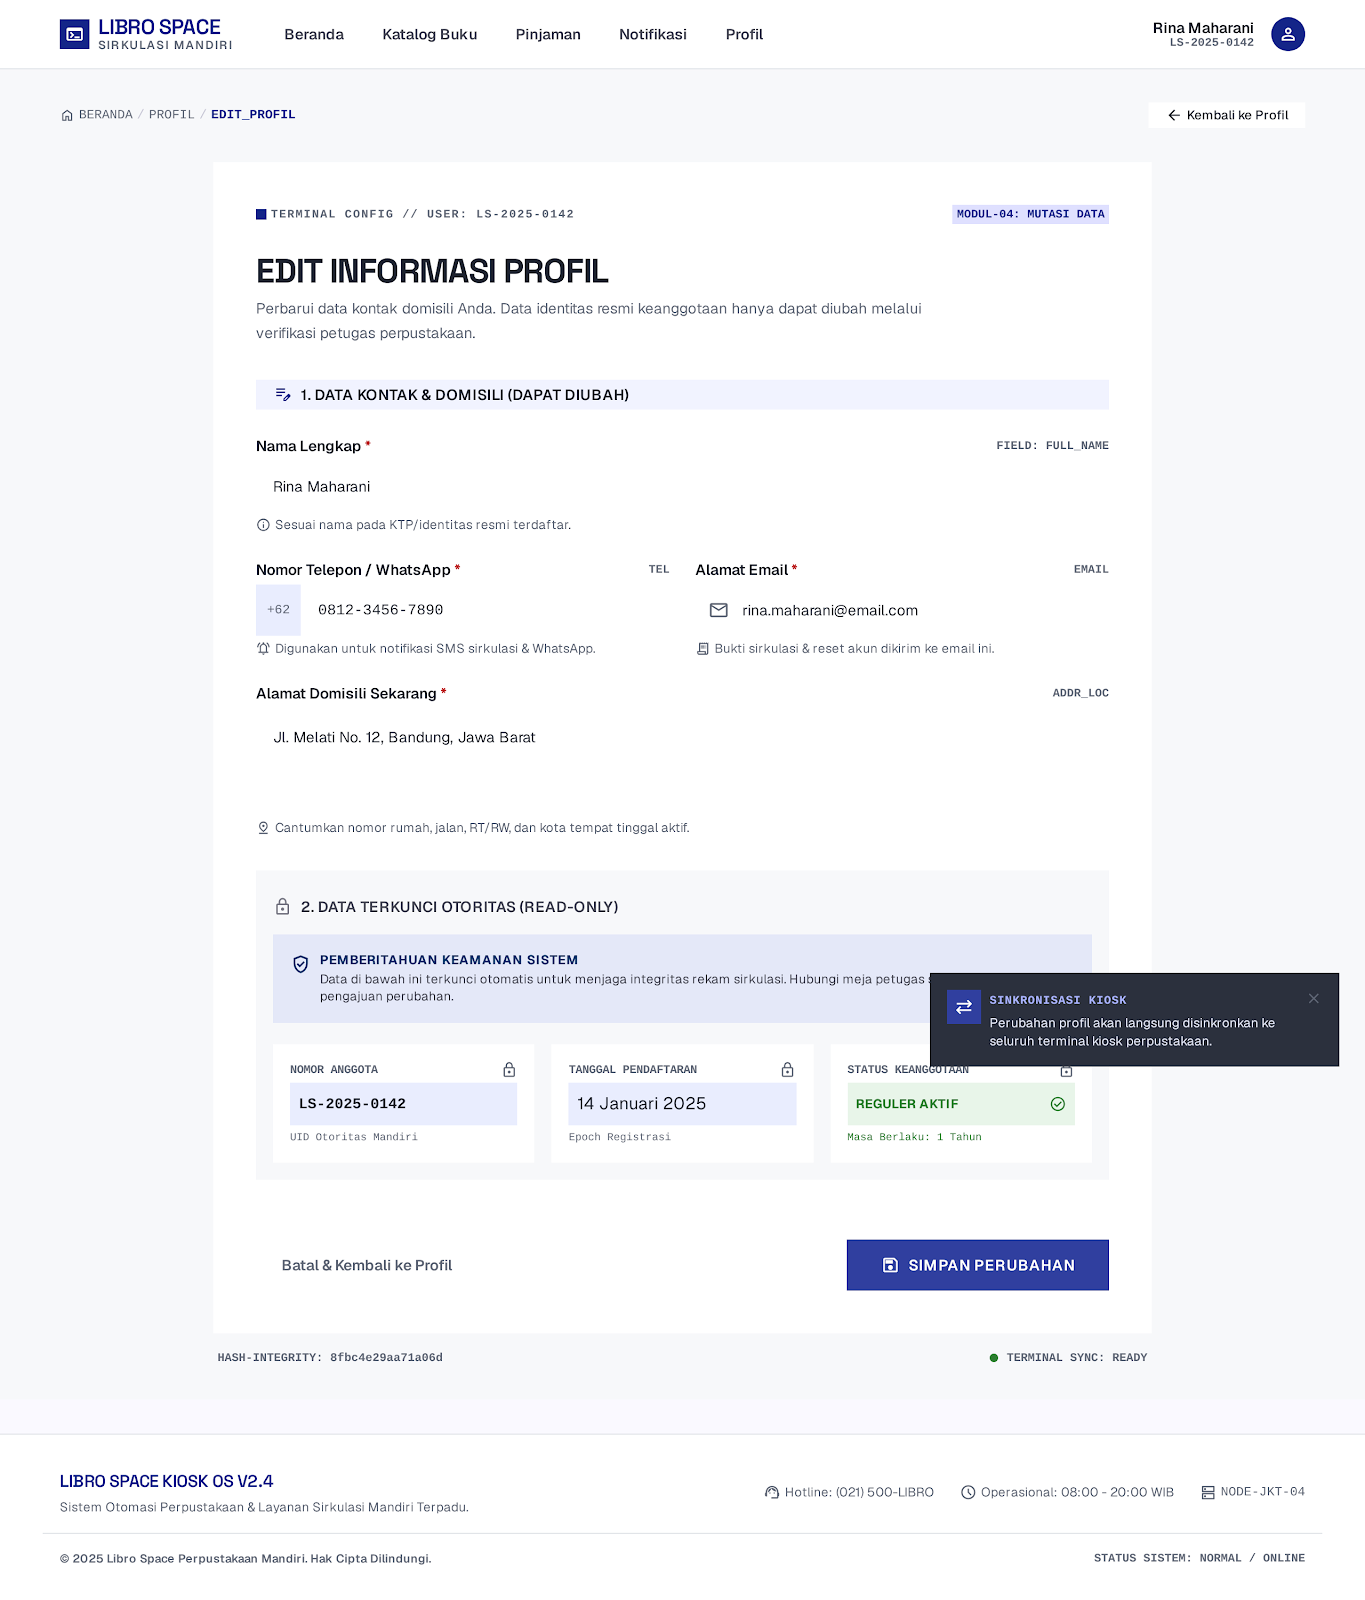 LIBRO SPACE
SIRKULASI MANDIRI
Beranda
Katalog Buku
Pinjaman
Notifikasi
Profil
Rina Maharani
LS-2025-0142
BERANDA / PROFIL / EDIT_PROFIL
Kembali ke Profil
TERMINAL CONFIG // USER: LS-2025-0142
MODUL-04: MUTASI DATA
EDIT INFORMASI PROFIL
Perbarui data kontak domisili Anda. Data identitas resmi keanggotaan hanya dapat diubah melalui
verifikasi petugas perpustakaan.
1. DATA KONTAK & DOMISILI (DAPAT DIUBAH)
Nama Lengkap *
FIELD: FULL_NAME
Rina Maharani
Sesuai nama pada KTP/identitas resmi terdaftar.
Nomor Telepon / WhatsApp *
TEL
+62
0812-3456-7890
Digunakan untuk notifikasi SMS sirkulasi & WhatsApp.
Alamat Email *
EMAIL
rina.maharani@email.com
Bukti sirkulasi & reset akun dikirim ke email ini.
Alamat Domisili Sekarang *
ADDR_LOC
Jl. Melati No. 12, Bandung, Jawa Barat
Cantumkan nomor rumah, jalan, RT/RW, dan kota tempat tinggal aktif.
2. DATA TERKUNCI OTORITAS (READ-ONLY)
PEMBERITAHUAN KEAMANAN SISTEM
Data di bawah ini terkunci otomatis untuk menjaga integritas rekam sirkulasi. Hubungi meja petugas
pengajuan perubahan.
SINKRONISASI KIOSK
Perubahan profil akan langsung disinkronkan ke
seluruh terminal kiosk perpustakaan.
NOMOR ANGGOTA
LS-2025-0142
UID Otoritas Mandiri
TANGGAL PENDAFTARAN
14 Januari 2025
Epoch Registrasi
STATUS KEANGGOTAAN
REGULER AKTIF
Masa Berlaku: 1 Tahun
Batal & Kembali ke Profil
SIMPAN PERUBAHAN
HASH-INTEGRITY: 8fbc4e29aa71a06d
TERMINAL SYNC: READY
LIBRO SPACE KIOSK OS V2.4
Sistem Otomasi Perpustakaan & Layanan Sirkulasi Mandiri Terpadu.
Hotline: (021) 500-LIBRO
Operasional: 08:00 - 20:00 WIB
NODE-JKT-04
© 2025 Libro Space Perpustakaan Mandiri. Hak Cipta Dilindungi.
STATUS SISTEM: NORMAL / ONLINE